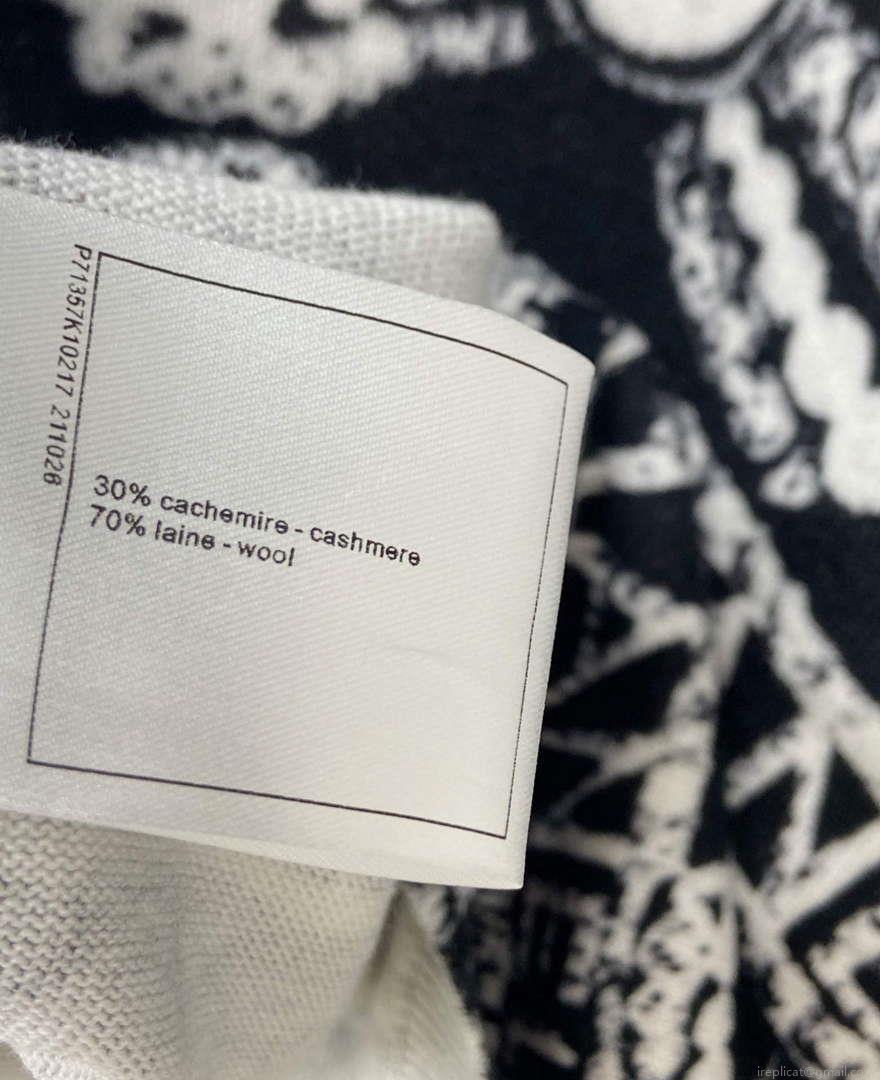 P71357K10217 211026
30% cachemire - cashmere
70% laine - wool
ireplicat@gmail.co